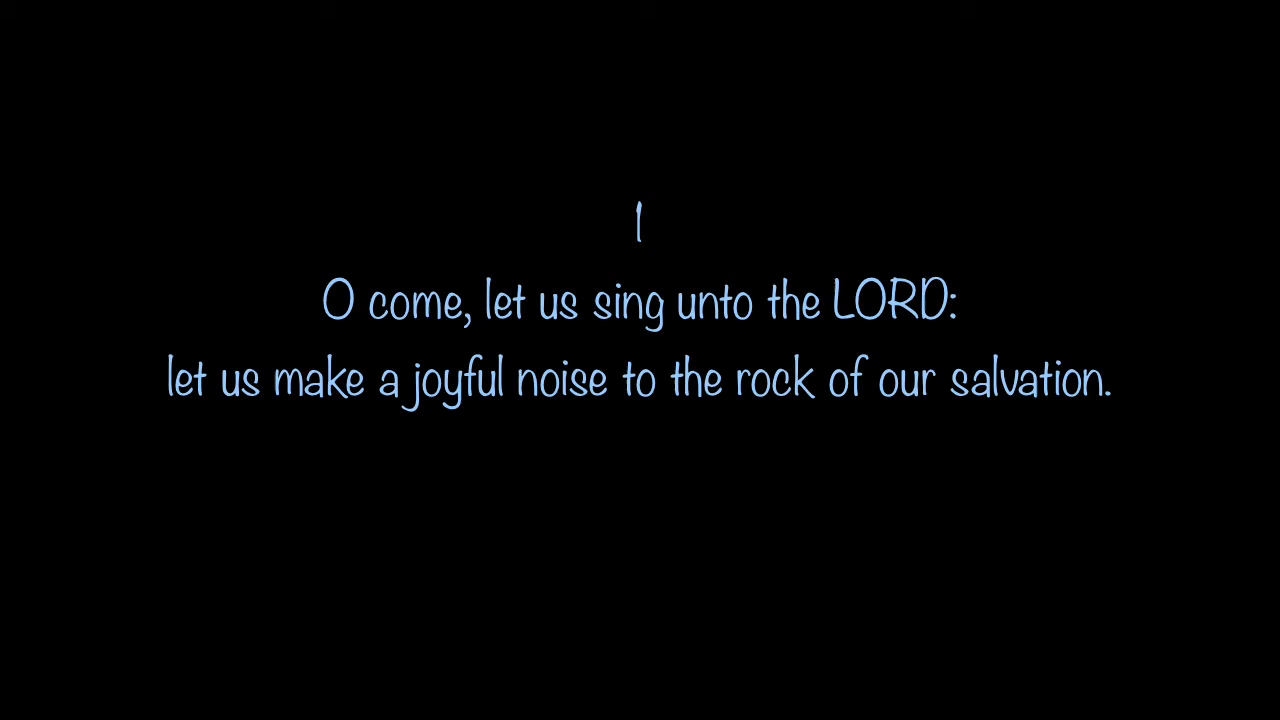 1
O come, let us sing unto the LORD:
let us make a joyful noise to the rock of our salvation.